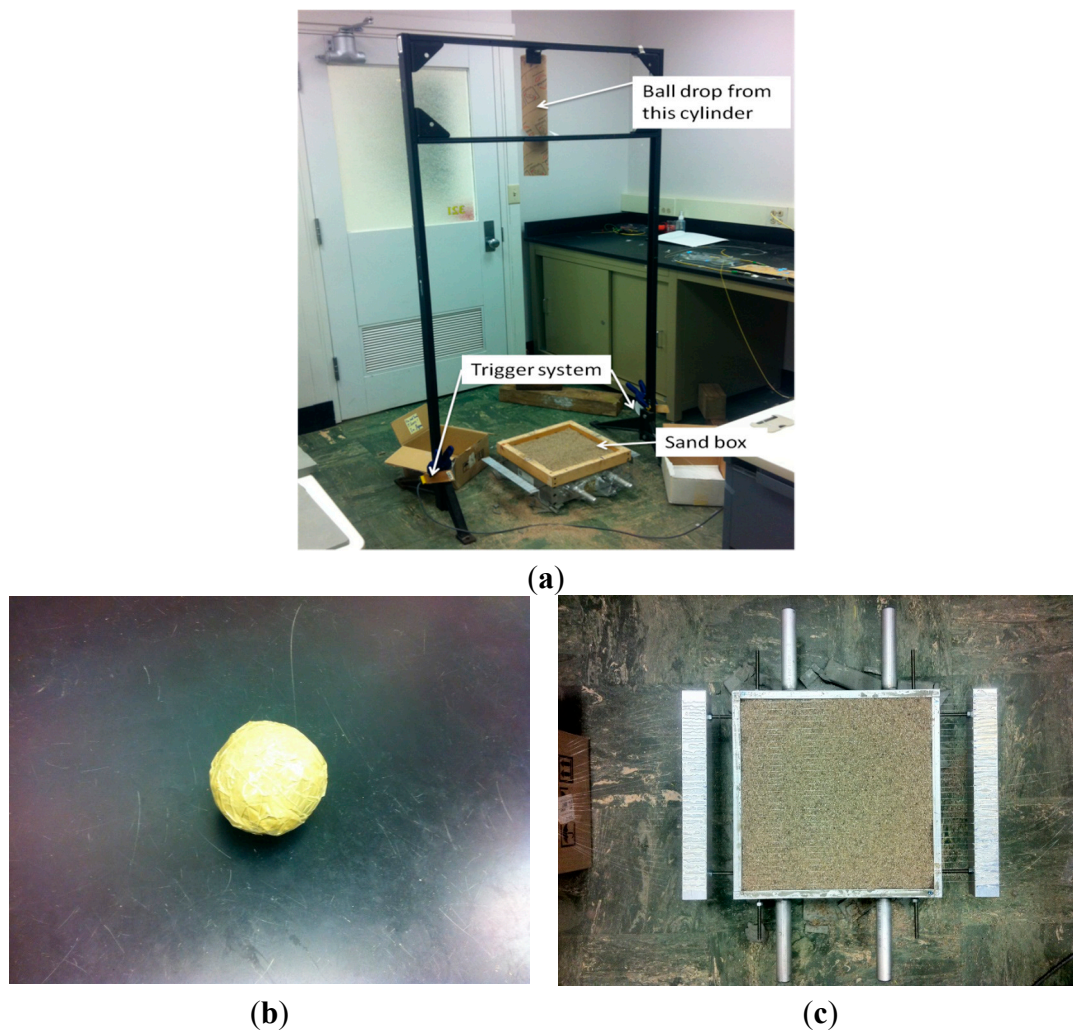 Ball drop from
this cylinder
Trigger system
Sand box
(a)
(b)
(c)